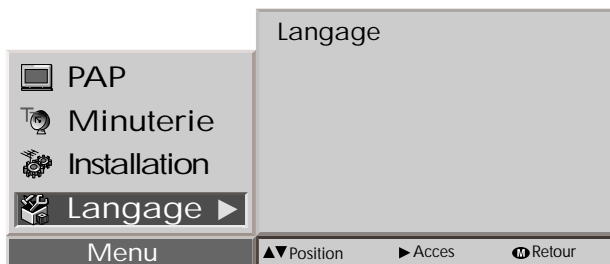 Langage
PAP
Minuterie
Installation
Langage ▶
Menu
▲▼Position ▶Acces Ⓜ Retour